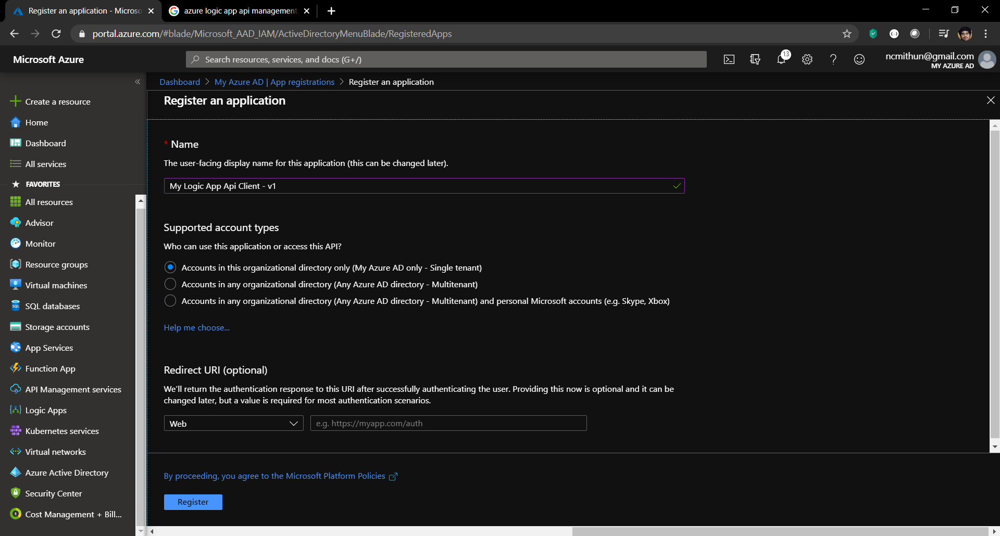 Register an application - Microso
azure logic app api management
portal.azure.com/#blade/Microsoft_AAD_IAM/ActiveDirectoryMenuBlade/RegisteredApps
Microsoft Azure
Search resources, services, and docs (G+/)
13
ncmithun@gmail.com
MY AZURE AD
Dashboard > My Azure AD | App registrations > Register an application
Register an application
Create a resource
Home
Dashboard
All services
FAVORITES
All resources
Advisor
Monitor
Resource groups
Virtual machines
SQL databases
Storage accounts
App Services
Function App
API Management services
Logic Apps
Kubernetes services
Virtual networks
Azure Active Directory
Security Center
Cost Management + Bill...
* Name
The user-facing display name for this application (this can be changed later).
My Logic App Api Client - v1
Supported account types
Who can use this application or access this API?
Accounts in this organizational directory only (My Azure AD only - Single tenant)
Accounts in any organizational directory (Any Azure AD directory - Multitenant)
Accounts in any organizational directory (Any Azure AD directory - Multitenant) and personal Microsoft accounts (e.g. Skype, Xbox)
Help me choose...
Redirect URI (optional)
We'll return the authentication response to this URI after successfully authenticating the user. Providing this now is optional and it can be
changed later, but a value is required for most authentication scenarios.
Web
e.g. https://myapp.com/auth
By proceeding, you agree to the Microsoft Platform Policies
Register